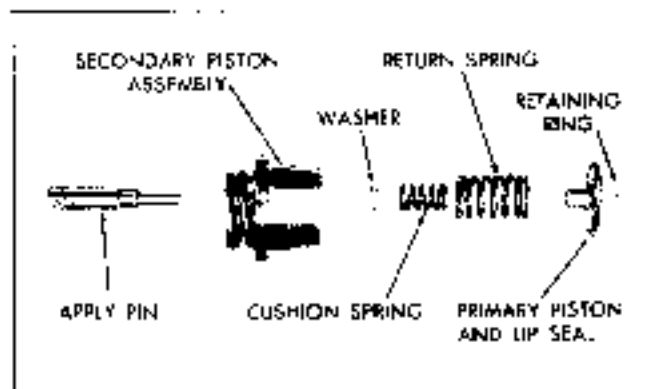 SECONDARY PISTON
ASSEMBLY
RETURN SPRING
RETAINING
RING
WASHER
APPLY PIN
CUSHION SPRING
PRIMARY PISTON
AND LIP SEAL